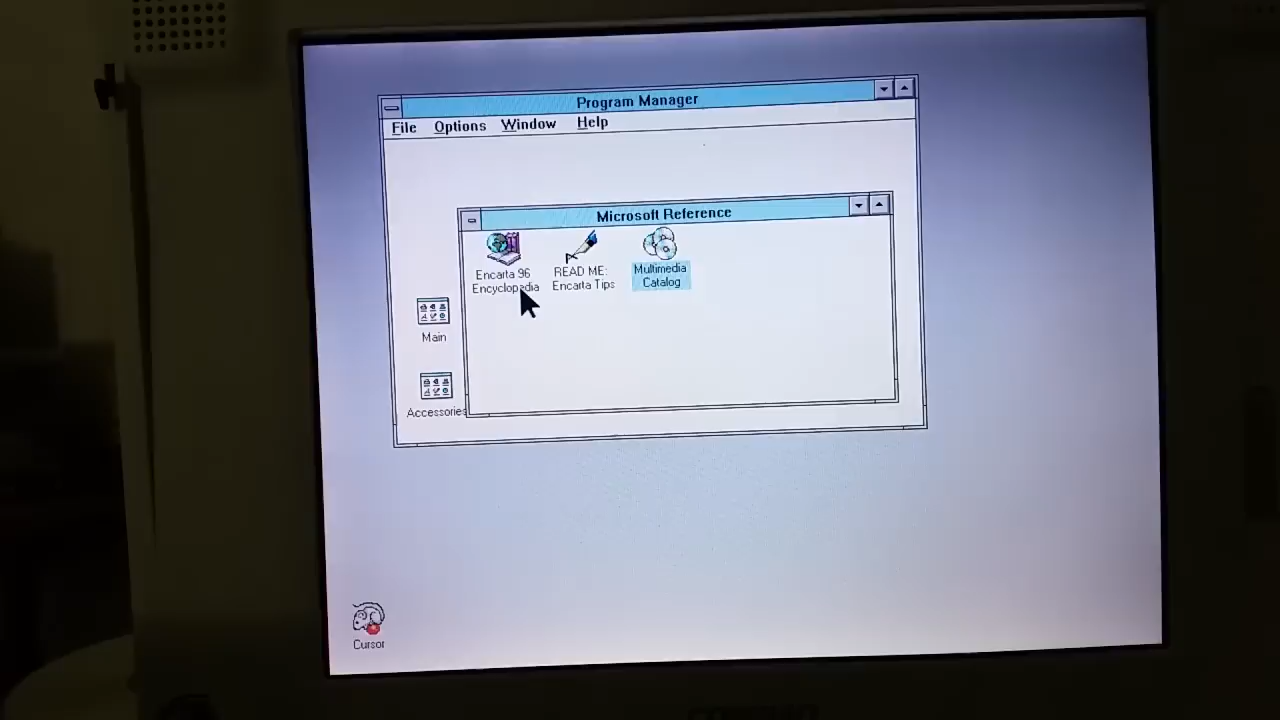 Program Manager
File Options Window Help
Microsoft Reference
Encarta 96
Encyclopedia
READ ME:
Encarta Tips
Multimedia
Catalog
Main
Accessories
Cursor